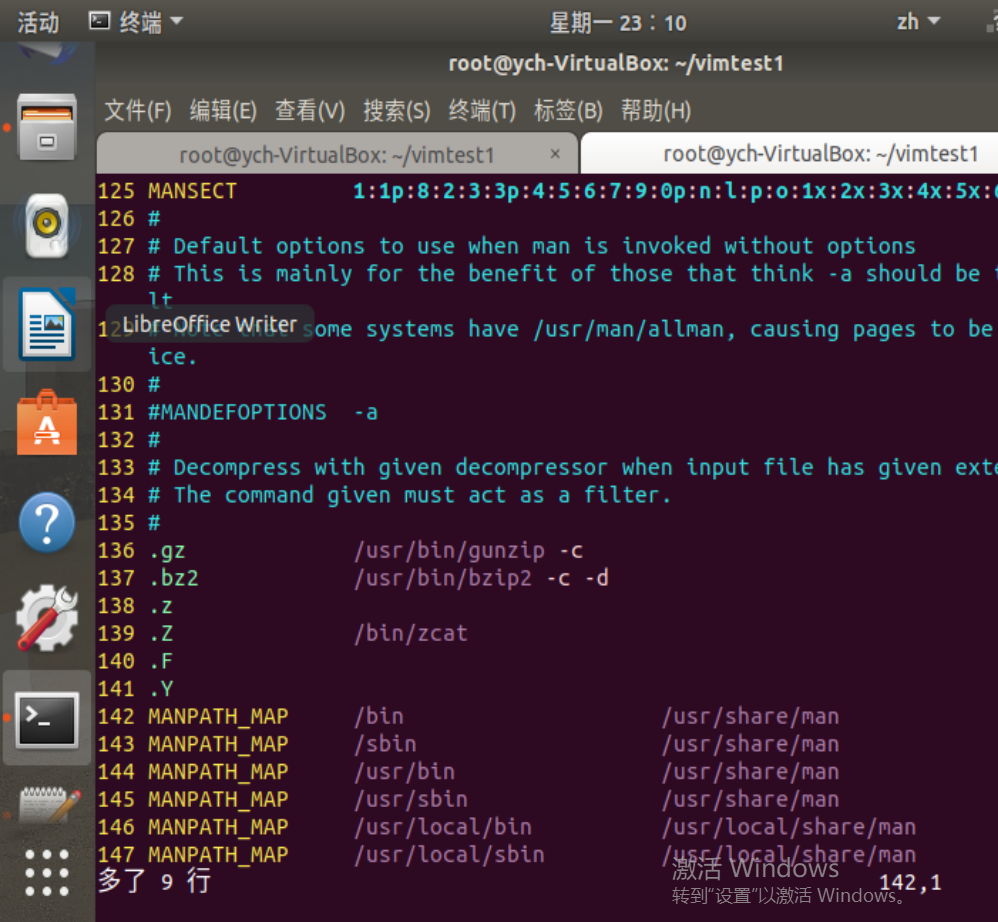 活动 终端 星期一 23：10 zh
root@ych-VirtualBox: ~/vimtest1
文件(F) 编辑(E) 查看(V) 搜索(S) 终端(T) 标签(B) 帮助(H)
root@ych-VirtualBox: ~/vimtest1 × root@ych-VirtualBox: ~/vimtest1
125 MANSECT 1:1p:8:2:3:3p:4:5:6:7:9:0p:n:l:p:o:1x:2x:3x:4x:5x:
126 #
127 # Default options to use when man is invoked without options
128 # This is mainly for the benefit of those that think -a should be
lt
LibreOffice Writer
129 some systems have /usr/man/allman, causing pages to be
ice.
130 #
131 #MANDEFOPTIONS -a
132 #
133 # Decompress with given decompressor when input file has given
134 # The command given must act as a filter.
135 #
136 .gz /usr/bin/gunzip -c
137 .bz2 /usr/bin/bzip2 -c -d
138 .z
139 .Z /bin/zcat
140 .F
141 .Y
142 MANPATH_MAP /bin /usr/share/man
143 MANPATH_MAP /sbin /usr/share/man
144 MANPATH_MAP /usr/bin /usr/share/man
145 MANPATH_MAP /usr/sbin /usr/share/man
146 MANPATH_MAP /usr/local/bin /usr/local/share/man
147 MANPATH_MAP /usr/local/sbin /usr/local/share/man
多了 9 行 142,1
激活 Windows
转到“设置”以激活 Windows。